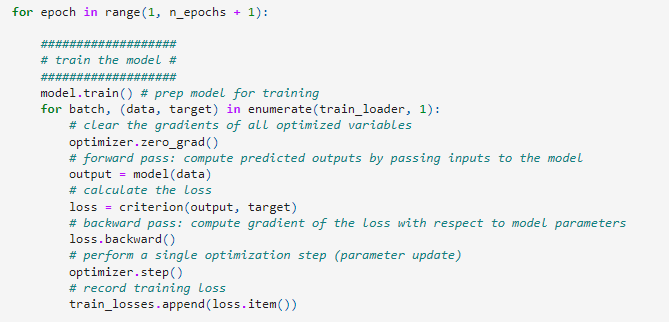 for epoch in range(1, n_epochs + 1):
###################
# train the model #
###################
model.train() # prep model for training
for batch, (data, target) in enumerate(train_loader, 1):
# clear the gradients of all optimized variables
optimizer.zero_grad()
# forward pass: compute predicted outputs by passing inputs to the model
output = model(data)
# calculate the loss
loss = criterion(output, target)
# backward pass: compute gradient of the loss with respect to model parameters
loss.backward()
# perform a single optimization step (parameter update)
optimizer.step()
# record training loss
train_losses.append(loss.item())